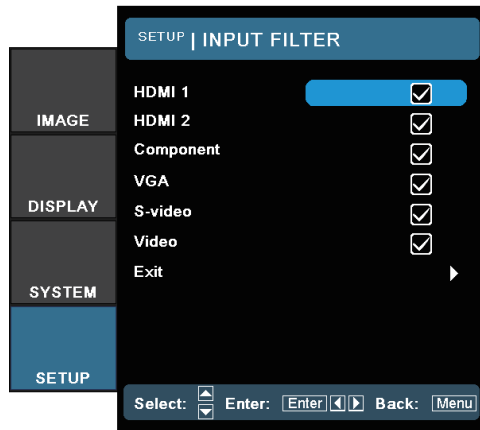 SETUP | INPUT FILTER
HDMI 1
HDMI 2
Component
VGA
S-video
Video
Exit
IMAGE
DISPLAY
SYSTEM
SETUP
Select: Enter: Enter Back: Menu